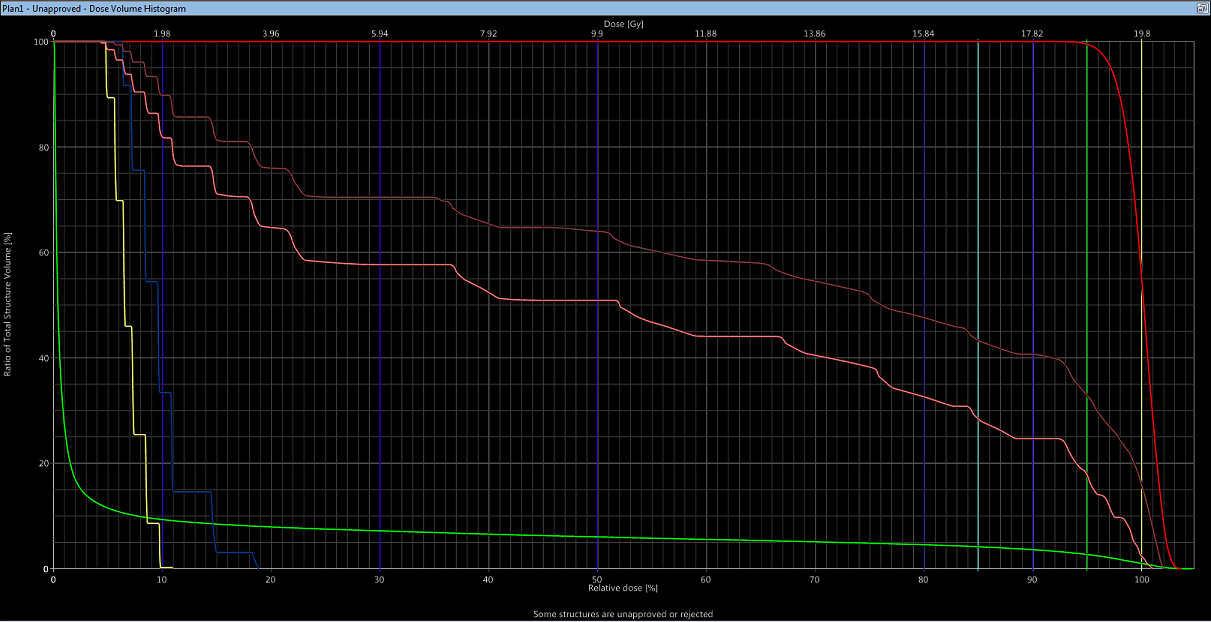 Plan1 - Unapproved - Dose Volume Histogram
Dose [Gy]
0 1.98 3.96 5.94 7.92 9.9 11.88 13.86 15.84 17.82 19.8
100
80
60
40
20
0
Ratio of Total Structure Volume [%]
0 10 20 30 40 50 60 70 80 90 100
Relative dose [%]
Some structures are unapproved or rejected